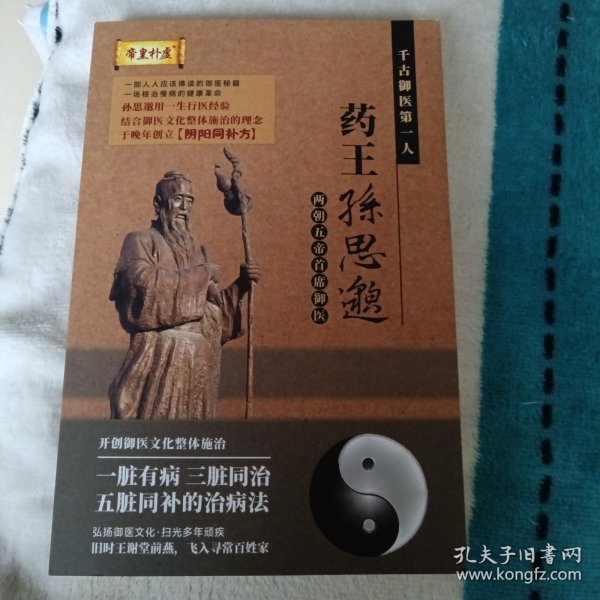 帝皇朴虚
一部人人应该捧读的御医秘籍
一场根治慢病的健康革命
孙思邈用一生行医经验
结合御医文化整体施治的理念
于晚年创立【阴阳同补方】
千古御医第一人
药王孫思邈
两朝五帝首席御医
开创御医文化整体施治
一脏有病 三脏同治
五脏同补的治病法
弘扬御医文化·扫光多年顽疾
旧时王谢堂前燕，飞入寻常百姓家
孔夫子旧书网
www.kongfz.com